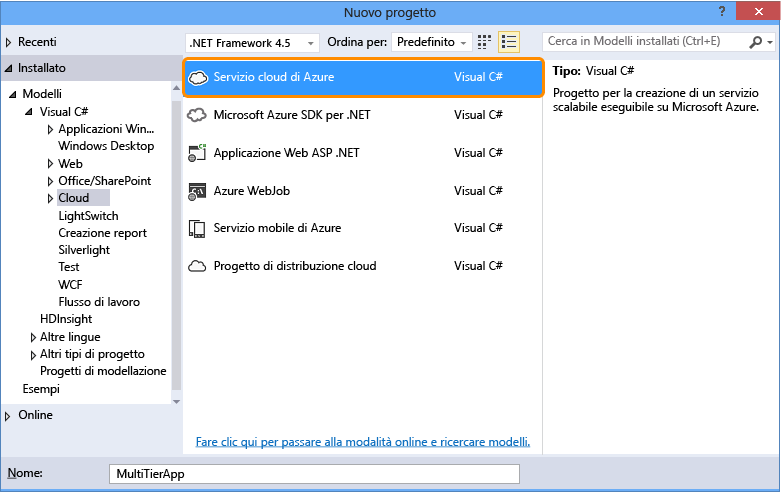 Nuovo progetto
? ×
Recenti
.NET Framework 4.5 Ordina per: Predefinito
Cerca in Modelli installati (Ctrl+E)
Installato
Modelli
Visual C#
Applicazioni Win...
Windows Desktop
Web
Office/SharePoint
Cloud
LightSwitch
Creazione report
Silverlight
Test
WCF
Flusso di lavoro
HDInsight
Altre lingue
Altri tipi di progetto
Progetti di modellazione
Esempi
Online
Servizio cloud di Azure Visual C#
Microsoft Azure SDK per .NET Visual C#
Applicazione Web ASP .NET Visual C#
Azure WebJob Visual C#
Servizio mobile di Azure Visual C#
Progetto di distribuzione cloud Visual C#
Fare clic qui per passare alla modalità online e ricercare modelli.
Tipo: Visual C#
Progetto per la creazione di un servizio
scalabile eseguibile su Microsoft Azure.
Nome: MultiTierApp